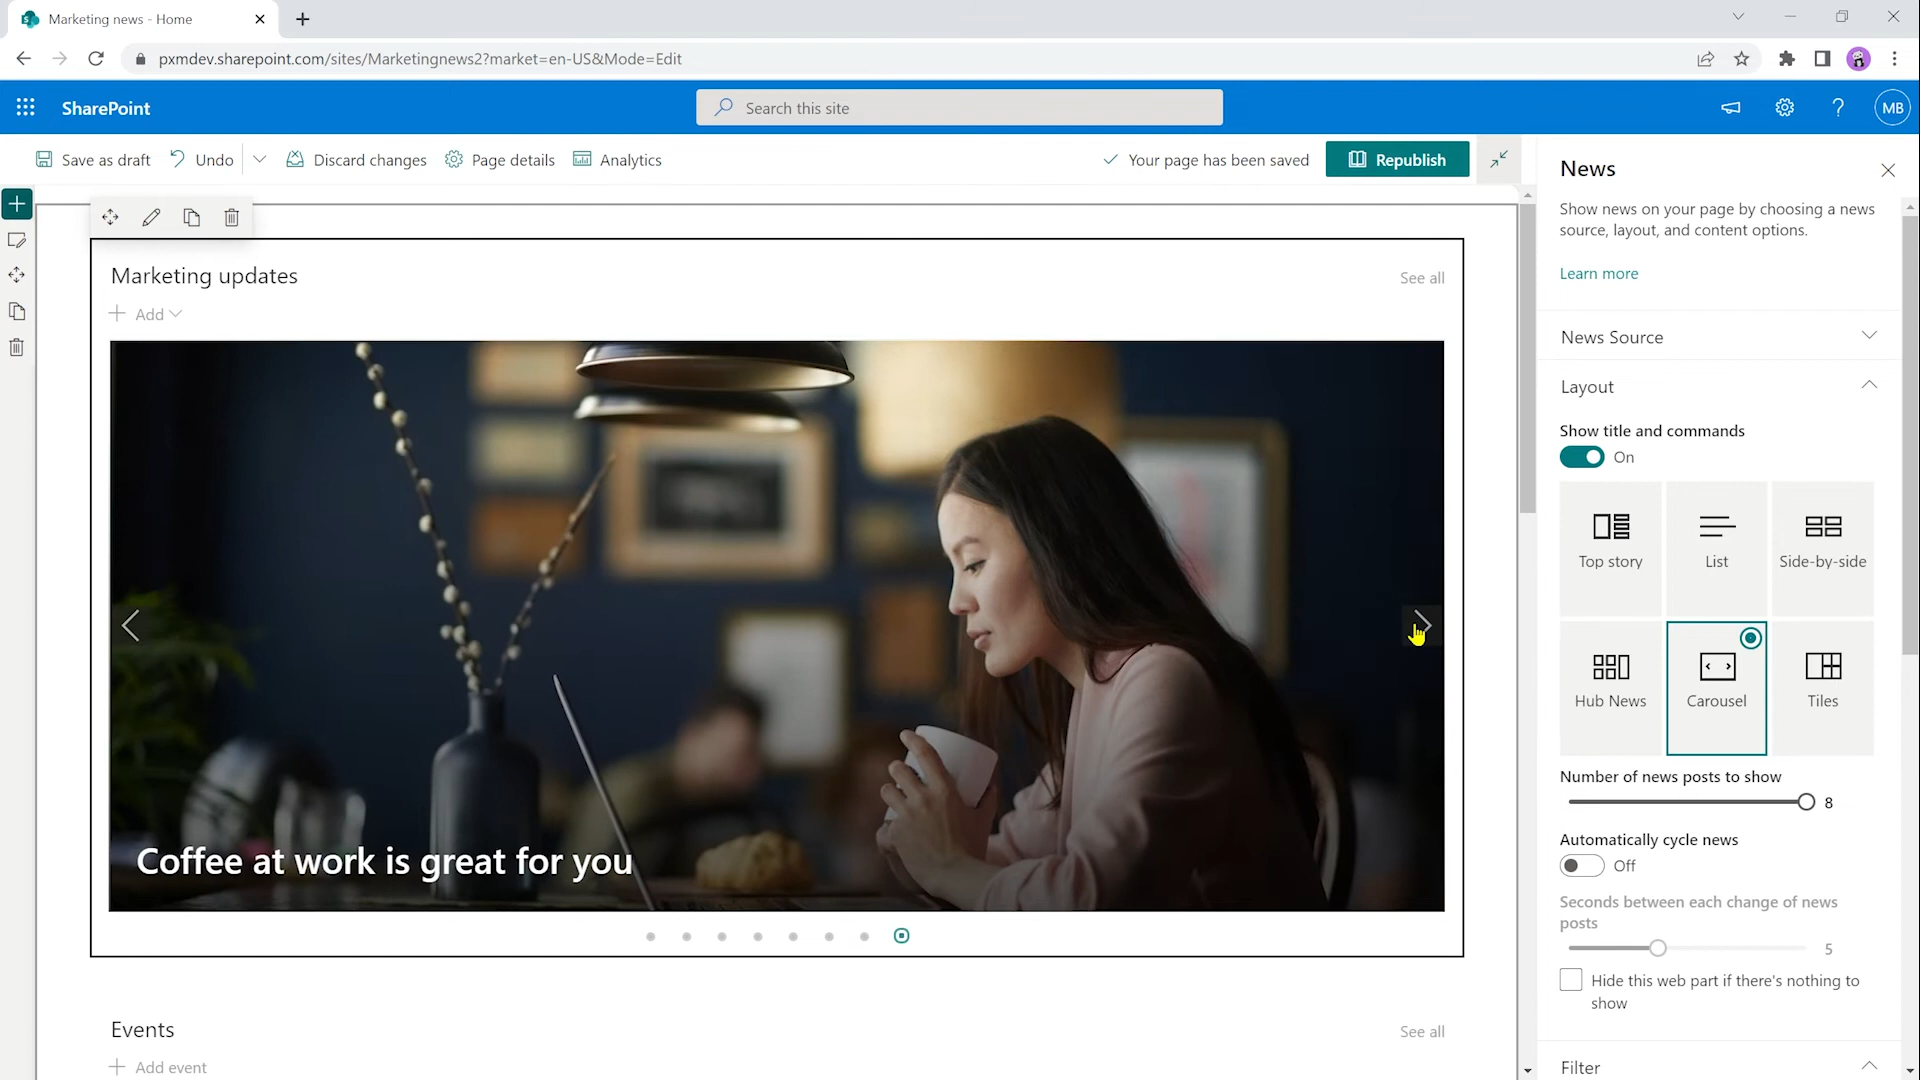 Marketing news - Home
pxmdev.sharepoint.com/sites/Marketingnews2?market=en-US&Mode=Edit
SharePoint
Search this site
MB
Save as draft
Undo
Discard changes
Page details
Analytics
Your page has been saved
Republish
Marketing updates
See all
Add
Coffee at work is great for you
Events
See all
Add event
News
Show news on your page by choosing a news
source, layout, and content options.
Learn more
News Source
Layout
Show title and commands
On
Top story
List
Side-by-side
Hub News
Carousel
Tiles
Number of news posts to show
8
Automatically cycle news
Off
Seconds between each change of news
posts
5
Hide this web part if there's nothing to
show
Filter